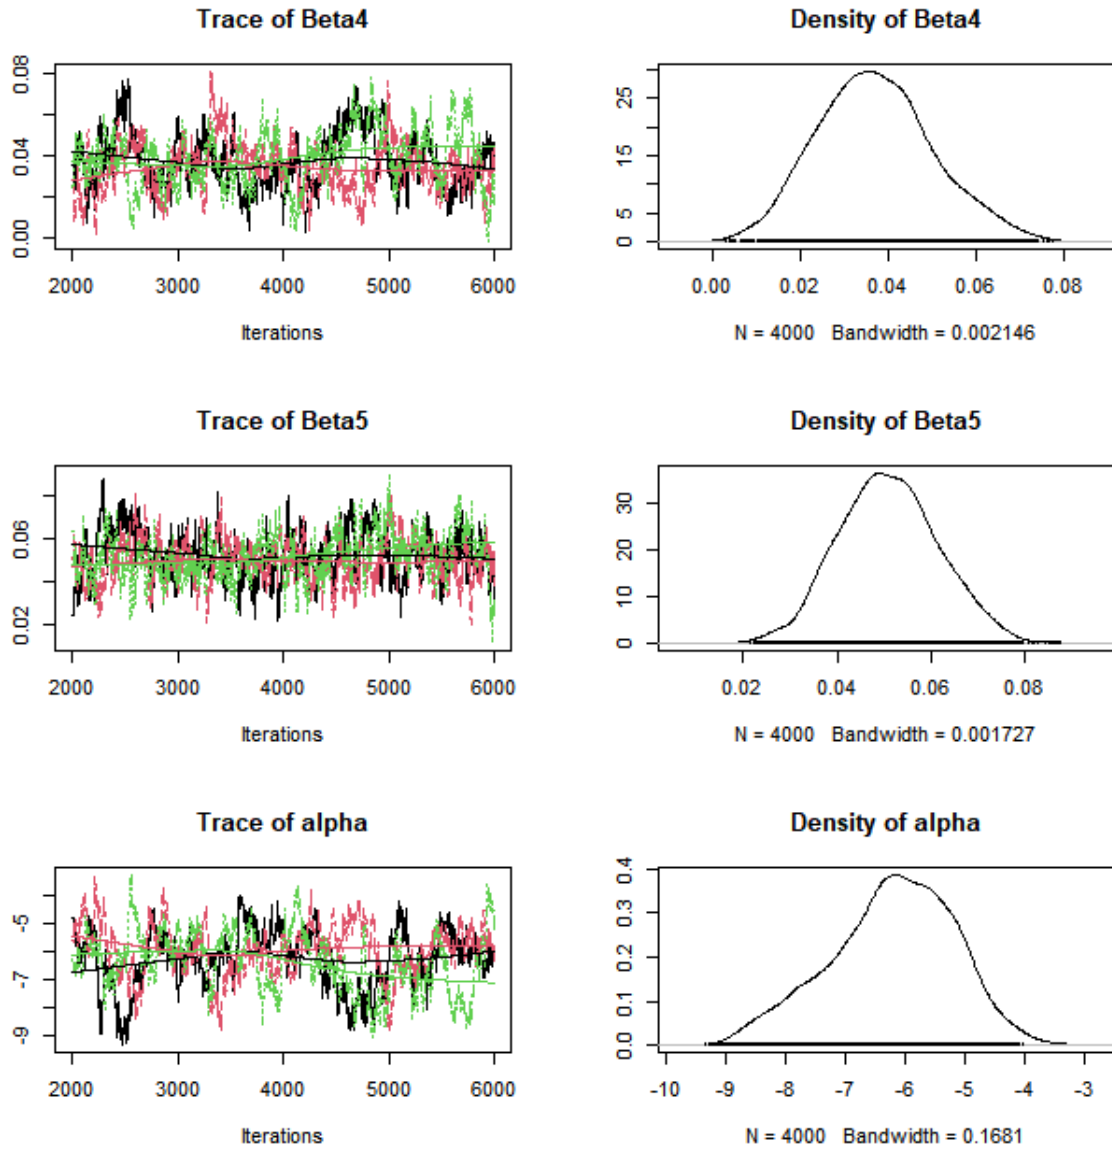 Trace of Beta4
0.00 0.04 0.08
2000 3000 4000 5000 6000
Iterations
Density of Beta4
0 5 15 25
0.00 0.02 0.04 0.06 0.08
N = 4000 Bandwidth = 0.002146
Trace of Beta5
0.02 0.06
2000 3000 4000 5000 6000
Iterations
Density of Beta5
0 10 20 30
0.02 0.04 0.06 0.08
N = 4000 Bandwidth = 0.001727
Trace of alpha
-9 -7 -5
2000 3000 4000 5000 6000
Iterations
Density of alpha
0.0 0.1 0.2 0.3 0.4
-10 -9 -8 -7 -6 -5 -4 -3
N = 4000 Bandwidth = 0.1681